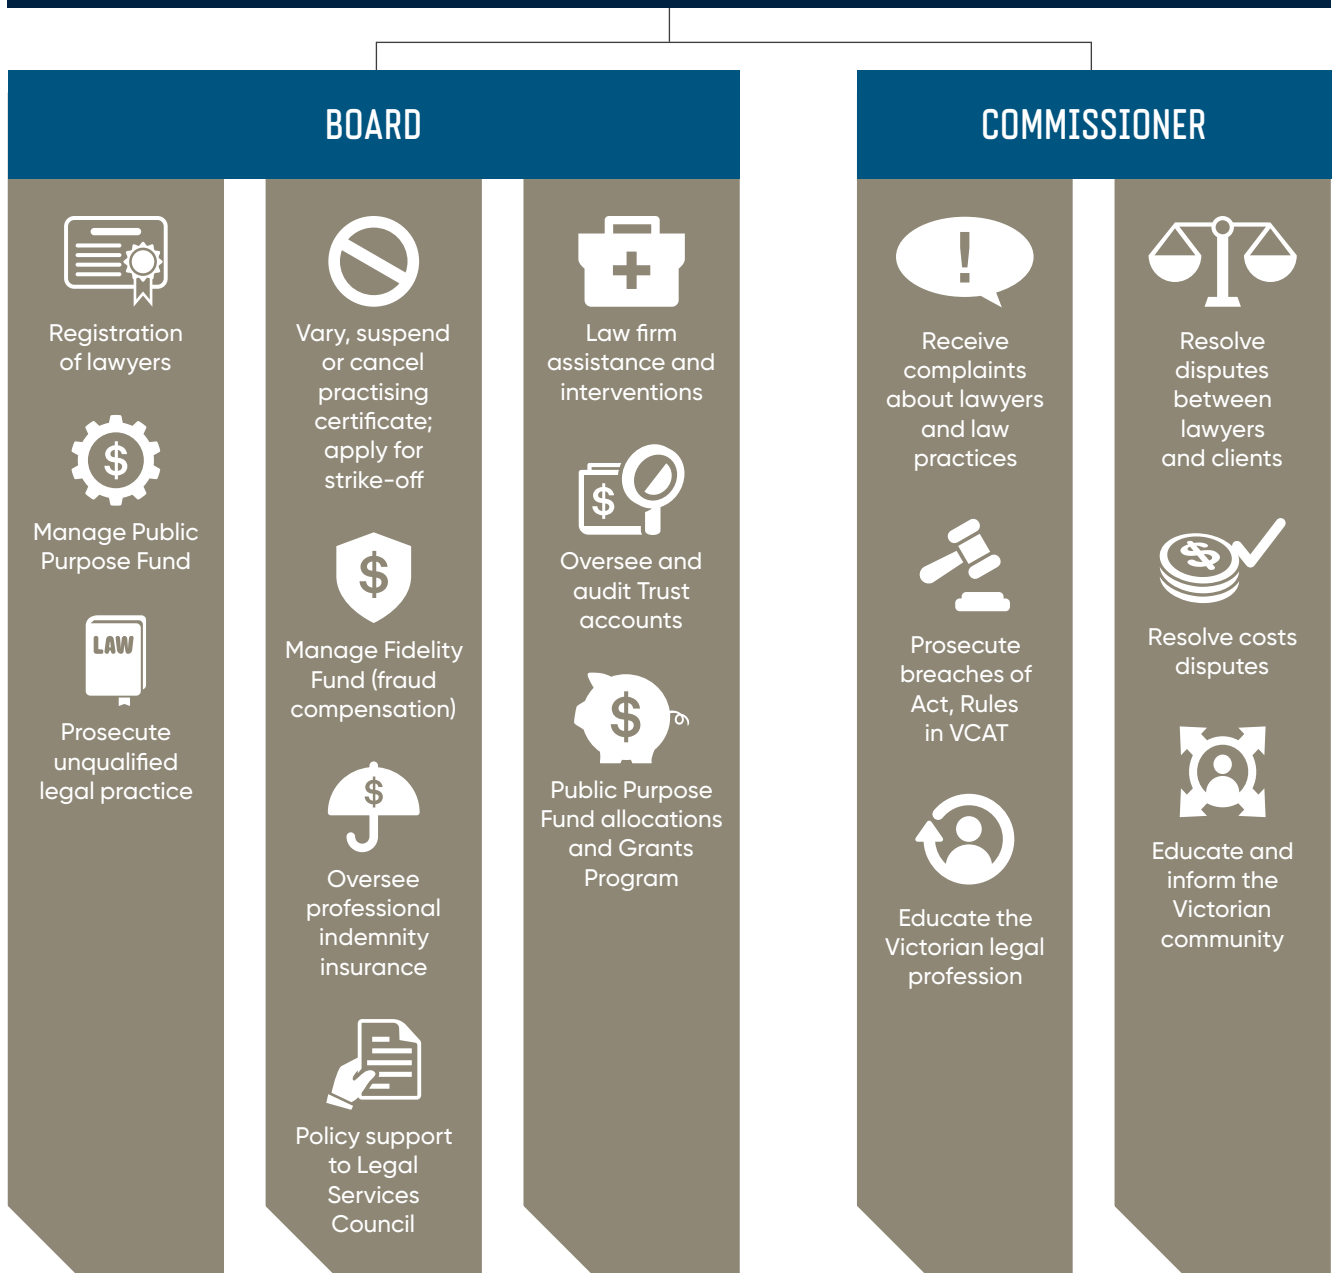 BOARD
Registration
of lawyers
$
Manage Public
Purpose Fund
LAW
Prosecute
unqualified
legal practice
Vary, suspend
or cancel
practising
certificate;
apply for
strike-off
$
Manage Fidelity
Fund (fraud
compensation)
$
Oversee
professional
indemnity
insurance
Policy support
to Legal
Services
Council
Law firm
assistance and
interventions
$
Oversee and
audit Trust
accounts
$
Public Purpose
Fund allocations
and Grants
Program
COMMISSIONER
!
Receive
complaints
about lawyers
and law
practices
Prosecute
breaches of
Act, Rules
in VCAT
Educate the
Victorian legal
profession
Resolve
disputes
between
lawyers
and clients
$
Resolve costs
disputes
Educate and
inform the
Victorian
community